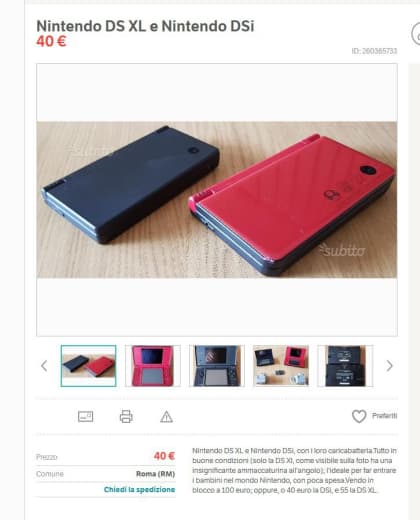 Nintendo DS XL e Nintendo DSi
40 €
ID: 260365733
subito
subito
Preferiti
Prezzo
40 €
Comune
Roma (RM)
Chiedi la spedizione
Nintendo DS XL e Nintendo DSi, con i loro caricabatteria.Tutto in
buone condizioni (solo la DS Xl, come visibile sulla foto ha una
insignificante ammaccaturina all'angolo); l'ideale per far entrare
i bambini nel mondo Nintendo, con poca spesa.Vendo in
blocco a 100 euro; oppure, o 40 euro la DSi, e 55 la DS XL.